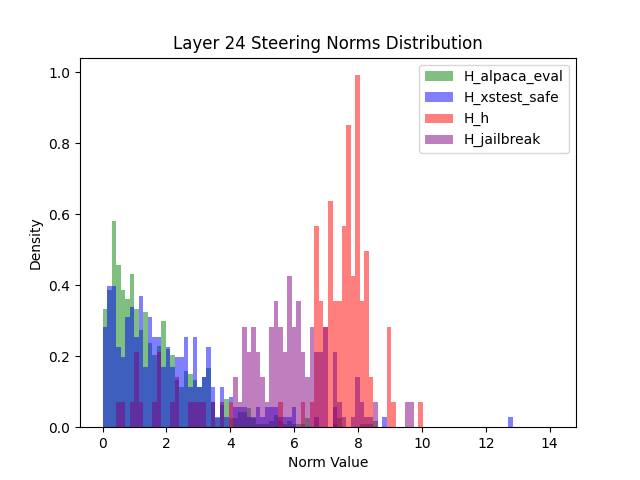 Layer 24 Steering Norms Distribution
H_alpaca_eval
H_xstest_safe
H_h
H_jailbreak
Density
1.0
0.8
0.6
0.4
0.2
0.0
0 2 4 6 8 10 12 14
Norm Value